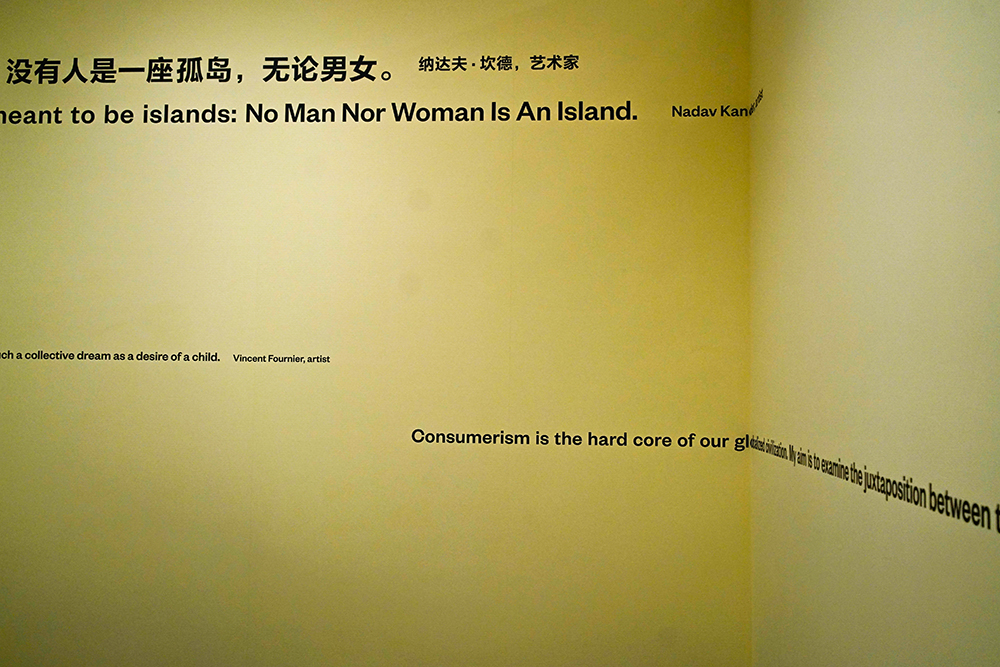 没有人是一座孤岛，无论男女。 纳达夫·坎德，艺术家
meant to be islands: No Man Nor Woman Is An Island. Nadav Kan
a collective dream as a desire of a child. Vincent Fournier, artist
Consumerism is the hard core of our globalized civilization. My aim is to examine the juxtaposition between